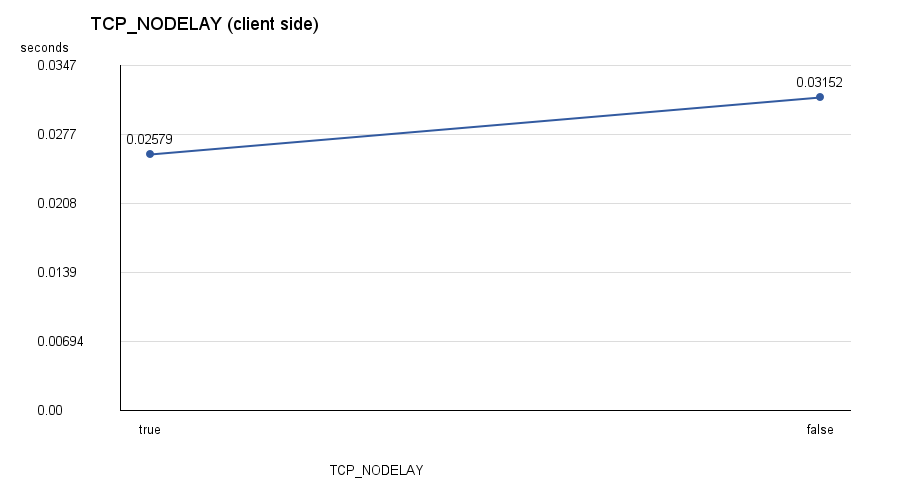 TCP_NODELAY (client side)
seconds
0.0347
0.03152
0.0277
0.02579
0.0208
0.0139
0.00694
0.00
true
false
TCP_NODELAY